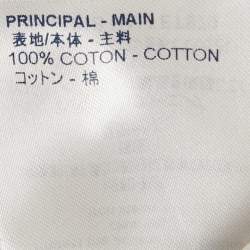 PRINCIPAL - MAIN
表地/本体 - 主料
100% COTON - COTTON
コットン - 棉